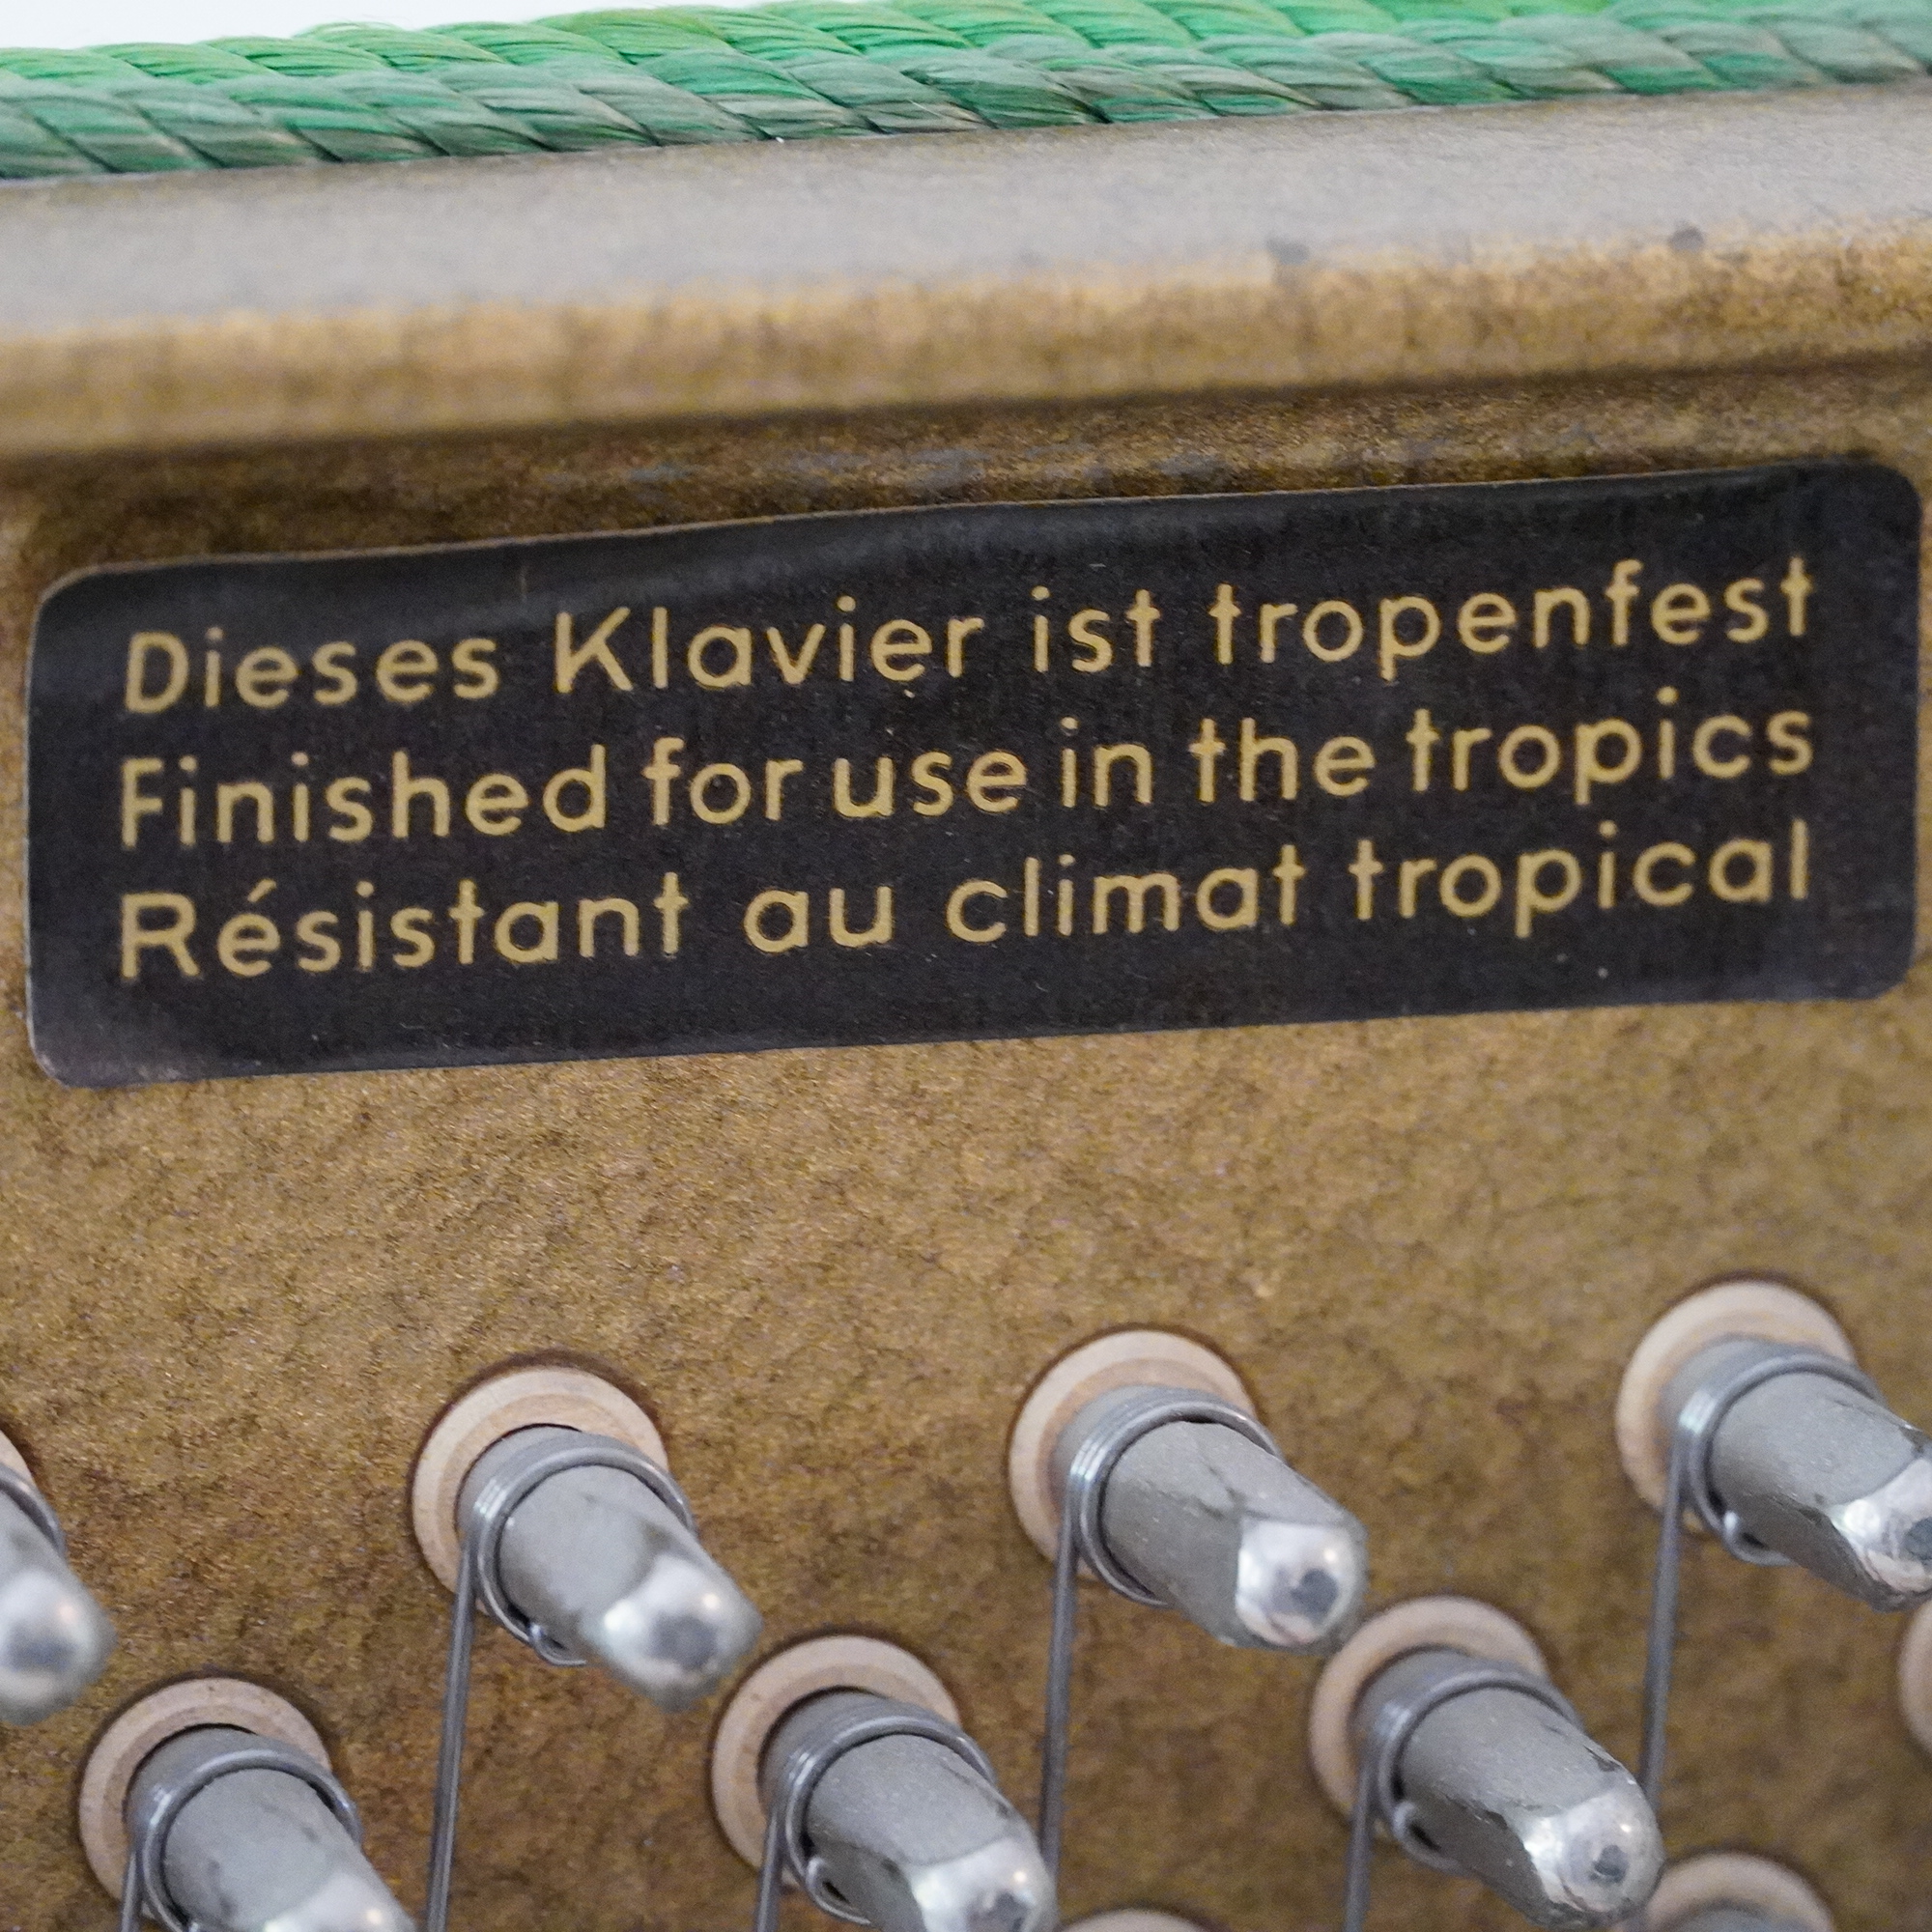 Dieses Klavier ist tropenfest
Finished for use in the tropics
Résistant au climat tropical